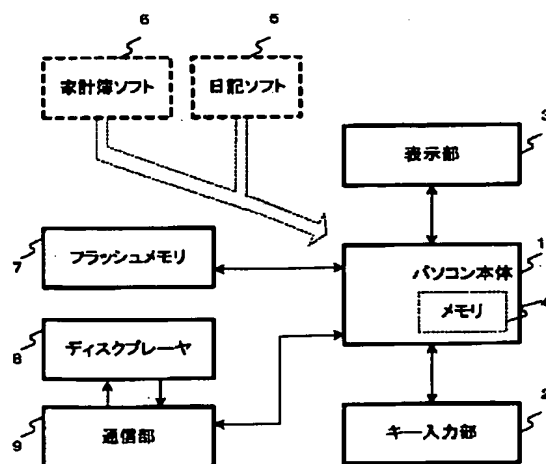 6
5
家計簿ソフト
日記ソフト
3
表示部
1
パソコン本体
メモリ
4
7
フラッシュメモリ
8
ディスクプレーヤ
9
通信部
2
キー入力部